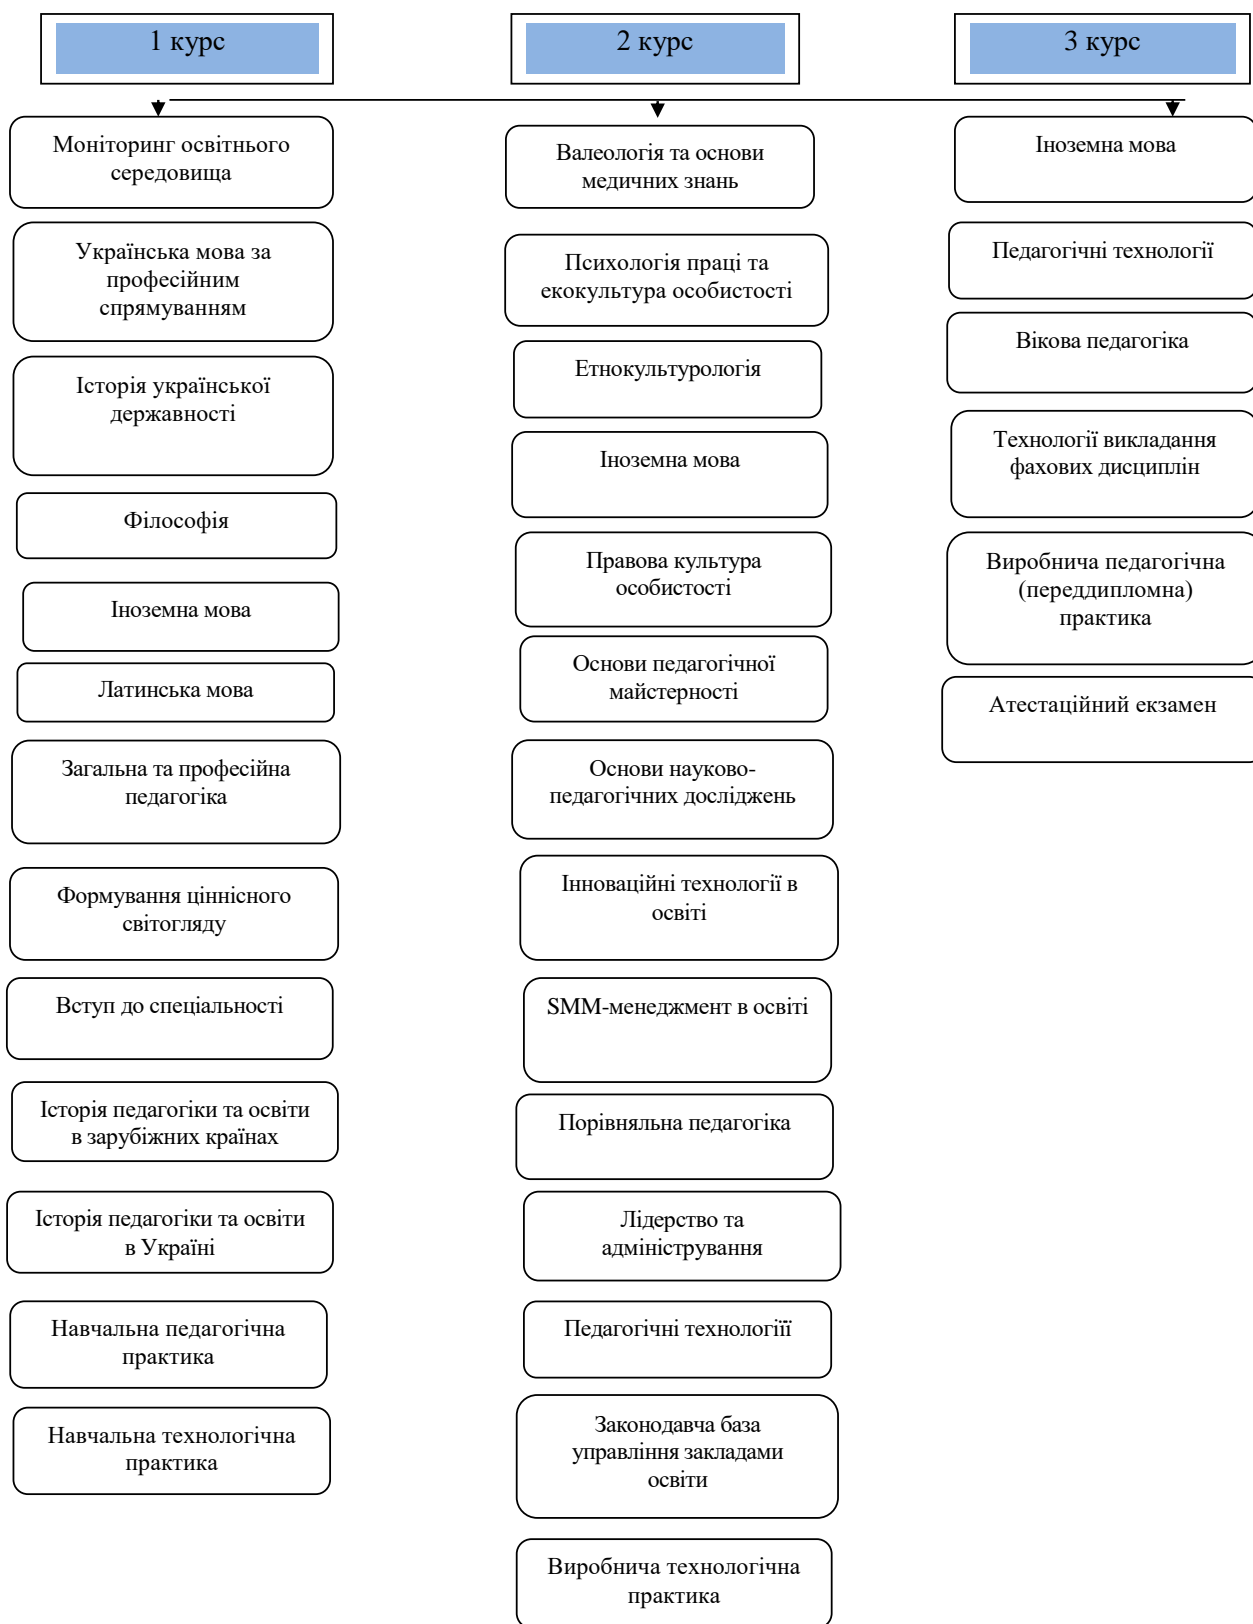 1 курс
Моніторинг освітнього
середовища
Українська мова за
професійним
спрямуванням
Історія української
державності
Філософія
Іноземна мова
Латинська мова
Загальна та професійна
педагогіка
Формування ціннісного
світогляду
Вступ до спеціальності
Історія педагогіки та освіти
в зарубіжних країнах
Історія педагогіки та освіти
в Україні
Навчальна педагогічна
практика
Навчальна технологічна
практика
2 курс
Валеологія та основи
медичних знань
Психологія праці та
екокультура особистості
Етнокультурологія
Іноземна мова
Правова культура
особистості
Основи педагогічної
майстерності
Основи науково-
педагогічних досліджень
Інноваційні технології в
освіті
SMM-менеджмент в освіті
Порівняльна педагогіка
Лідерство та
адміністрування
Педагогічні технологіїї
Законодавча база
управління закладами
освіти
Виробнича технологічна
практика
3 курс
Іноземна мова
Педагогічні технології
Вікова педагогіка
Технології викладання
фахових дисциплін
Виробнича педагогічна
(переддипломна)
практика
Атестаційний екзамен